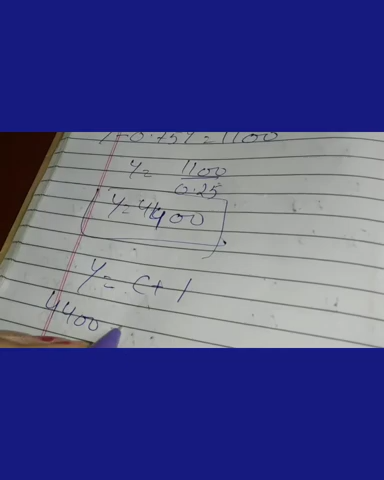 Y - 0.75Y = 1100
Y = 1100
0.25
Y = 4400
Y = C + I
4400